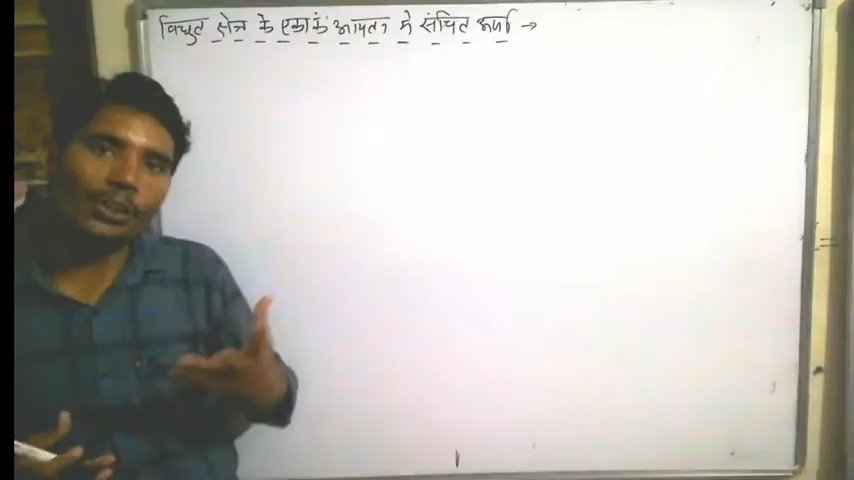 विद्युत क्षेत्र के एकांक आयतन में संचित ऊर्जा →